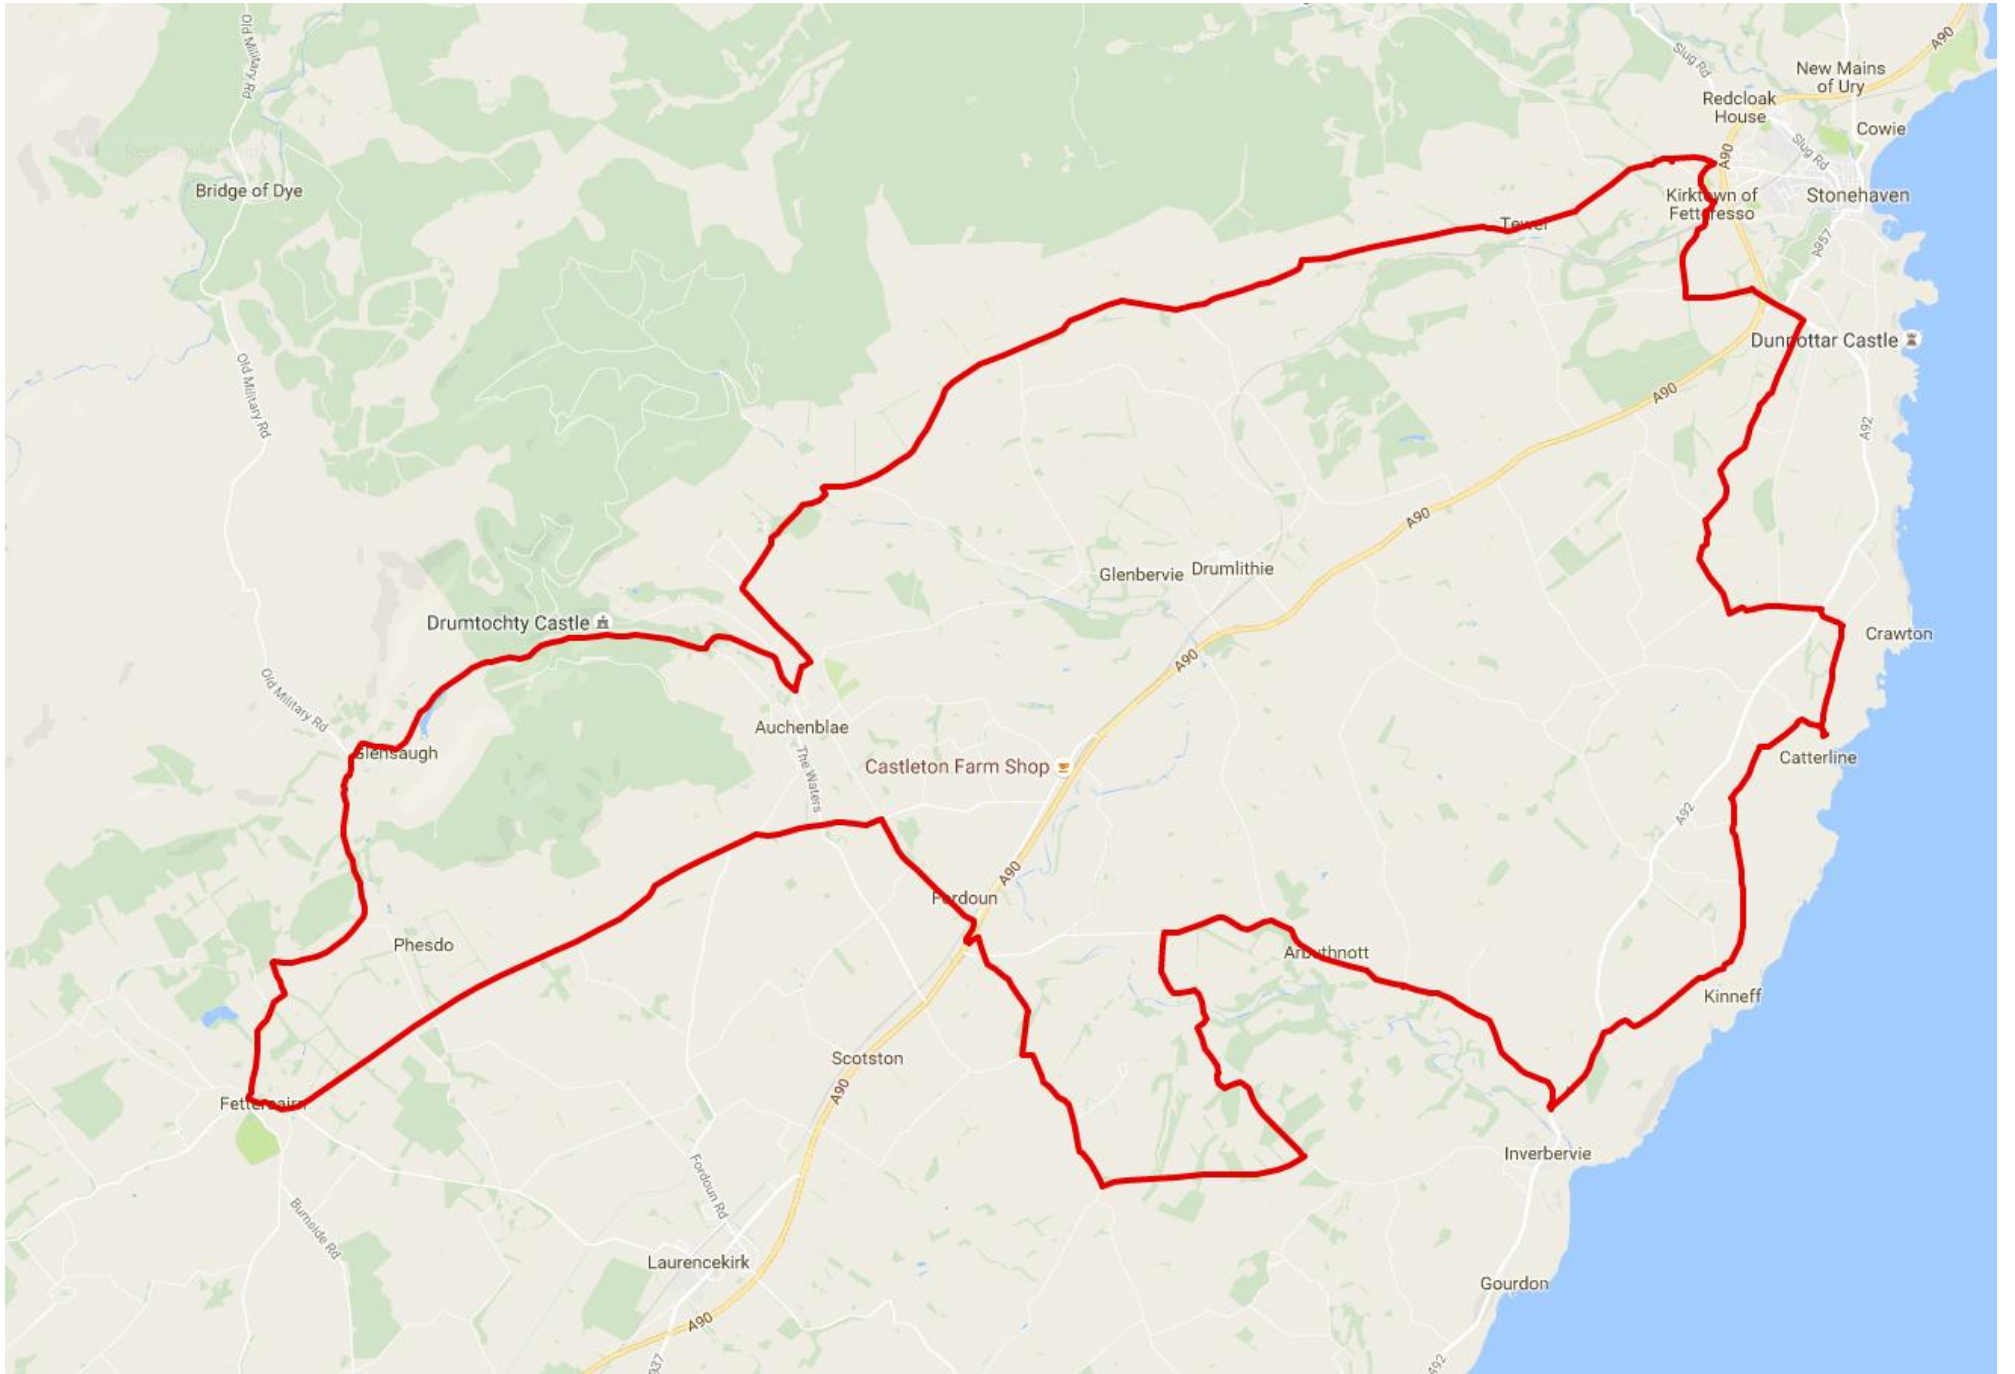 Old Military Rd
A90
Slug Rd
New Mains
of Ury
Redcloak
House
Cowie
Slug Rd
A90
Bridge of Dye
Kirktown of
Fetteresso
Stonehaven
Tewel
A957
Dunnottar Castle
Old Military Rd
A90
A92
A90
Glenbervie
Drumlithie
Drumtochty Castle
Crawton
A90
Old Military Rd
Auchenblae
Glensaugh
Catterline
Castleton Farm Shop
The Waters
A92
A90
Fordoun
Phesdo
Arbuthnott
Kinneff
Scotston
A90
Fettercairn
Inverbervie
Fordoun Rd
Burnside Rd
Laurencekirk
Gourdon
A90
A92